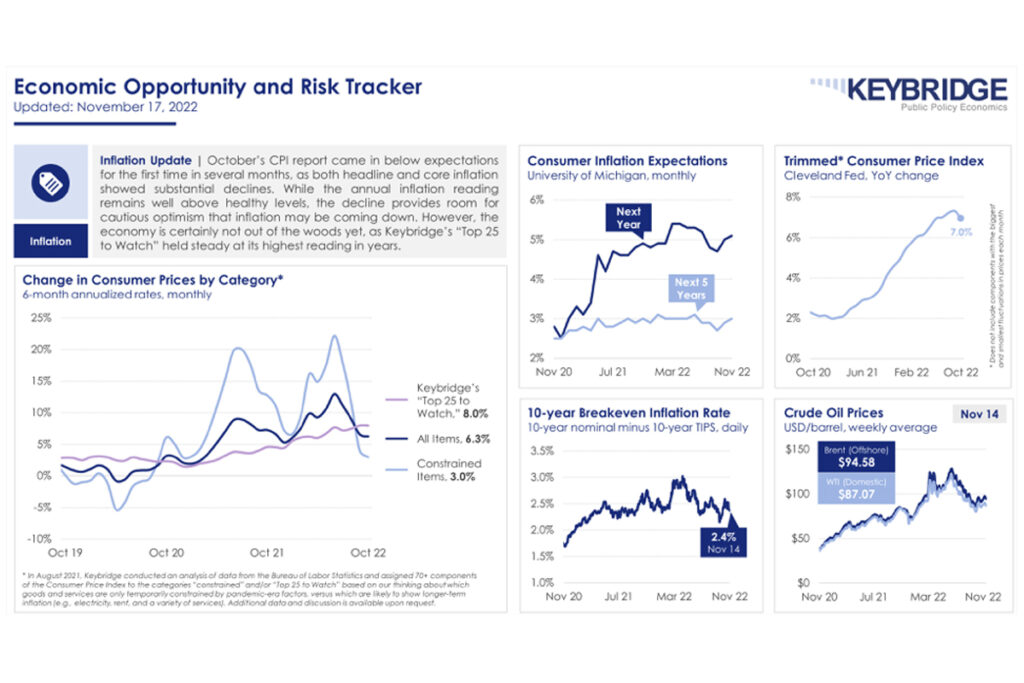 Economic Opportunity and Risk Tracker
Updated: November 17, 2022
KEYBRIDGE
Public Policy Economics
Inflation
Inflation Update | October's CPI report came in below expectations
for the first time in several months, as both headline and core inflation
showed substantial declines. While the annual inflation reading
remains well above healthy levels, the decline provides room for
cautious optimism that inflation may be coming down. However, the
economy is certainly not out of the woods yet, as Keybridge's "Top 25
to Watch" held steady at its highest reading in years.
Change in Consumer Prices by Category*
6-month annualized rates, monthly
25%
20%
15%
10%
5%
0%
-5%
-10%
Oct 19
Oct 20
Oct 21
Oct 22
Keybridge's
"Top 25 to
Watch," 8.0%
All Items, 6.3%
Constrained
Items, 3.0%
* In August 2021, Keybridge conducted an analysis of data from the Bureau of Labor Statistics and assigned 70+ components
of the Consumer Price Index to the categories "constrained" and/or "Top 25 to Watch" based on our thinking about which
goods and services are only temporarily constrained by pandemic-era factors, versus which are likely to show longer-term
inflation (e.g., electricity, rent, and a variety of services). Additional data and discussion is available upon request.
Consumer Inflation Expectations
University of Michigan, monthly
6%
5%
4%
3%
2%
Next
Year
Next 5
Years
Nov 20
Jul 21
Mar 22
Nov 22
Trimmed* Consumer Price Index
Cleveland Fed, YoY change
8%
6%
4%
2%
0%
7.0%
Oct 20
Jun 21
Feb 22
Oct 22
* Does not include components with the biggest
and smallest fluctuations in prices each month
10-year Breakeven Inflation Rate
10-year nominal minus 10-year TIPS, daily
3.5%
3.0%
2.5%
2.0%
1.5%
1.0%
2.4%
Nov 14
Nov 20
Jul 21
Mar 22
Nov 22
Crude Oil Prices
USD/barrel, weekly average
Nov 14
$150
$100
$50
$0
Brent (Offshore)
$94.58
WTI (Domestic)
$87.07
Nov 20
Jul 21
Mar 22
Nov 22